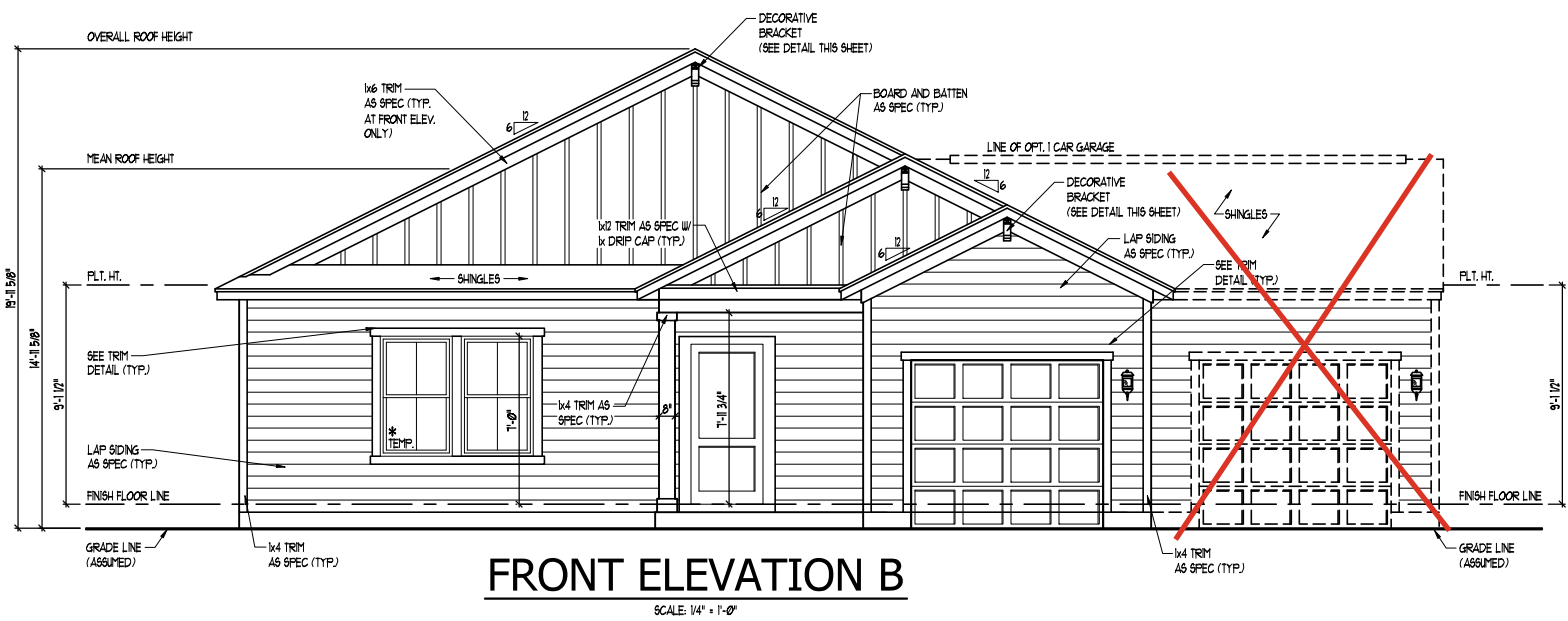 OVERALL ROOF HEIGHT
DECORATIVE
BRACKET
(SEE DETAIL THIS SHEET)
1x6 TRIM
AS SPEC (TYP.
AT FRONT ELEV.
ONLY)
12
6
BOARD AND BATTEN
AS SPEC (TYP.)
MEAN ROOF HEIGHT
LINE OF OPT. 1 CAR GARAGE
12
6
DECORATIVE
BRACKET
(SEE DETAIL THIS SHEET)
12
6
SHINGLES
1x12 TRIM AS SPEC W/
1x DRIP CAP (TYP.)
12
6
LAP SIDING
AS SPEC (TYP.)
PLT. HT.
SHINGLES
SEE TRIM
DETAIL (TYP.)
PLT. HT.
19'-11 5/8"
14'-11 5/8"
9'-1 1/2"
SEE TRIM
DETAIL (TYP.)
1x4 TRIM AS
SPEC (TYP.)
8"
7'-0"
7'-11 3/4"
9'-1 1/2"
*
TEMP.
LAP SIDING
AS SPEC (TYP.)
FINISH FLOOR LINE
FINISH FLOOR LINE
GRADE LINE
(ASSUMED)
1x4 TRIM
AS SPEC (TYP.)
1x4 TRIM
AS SPEC (TYP.)
GRADE LINE
(ASSUMED)
FRONT ELEVATION B
SCALE: 1/4" = 1'-0"